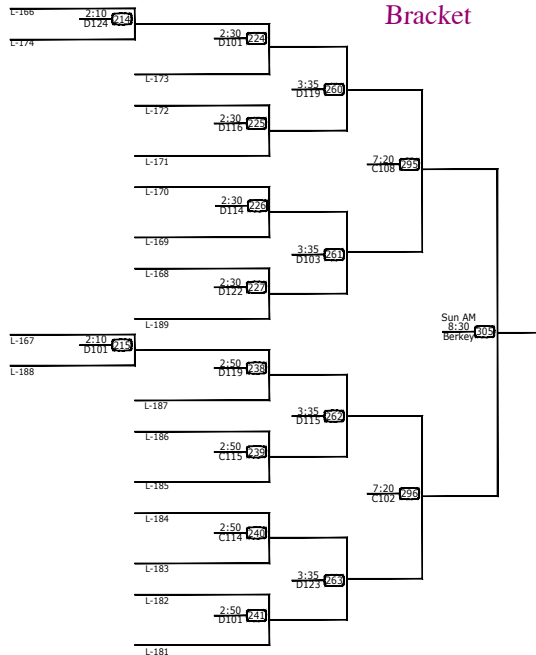 Bracket
L-166
2:10
D124
214
L-174
2:30
D101
224
L-173
3:35
D119
260
L-172
2:30
D116
225
L-171
7:20
C108
295
L-170
2:30
D114
226
L-169
3:35
D103
261
L-168
2:30
D122
227
L-189
Sun AM
8:30
Berkey
305
L-167
2:10
D101
215
L-188
2:50
D119
238
L-187
3:35
D115
262
L-186
2:50
C115
239
L-185
7:20
C102
296
L-184
2:50
C114
240
L-183
3:35
D123
263
L-182
2:50
D101
241
L-181